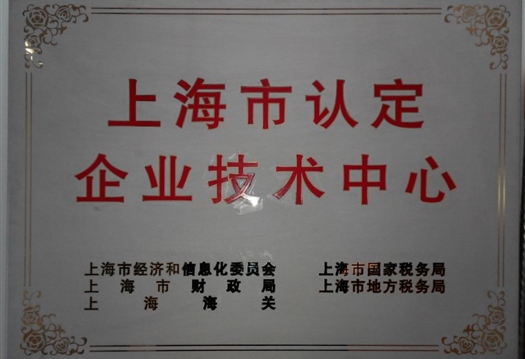 上海市认定
企业技术中心
上海市经济和信息化委员会 上海市国家税务局
上海市财政局 上海市地方税务局
上海海关